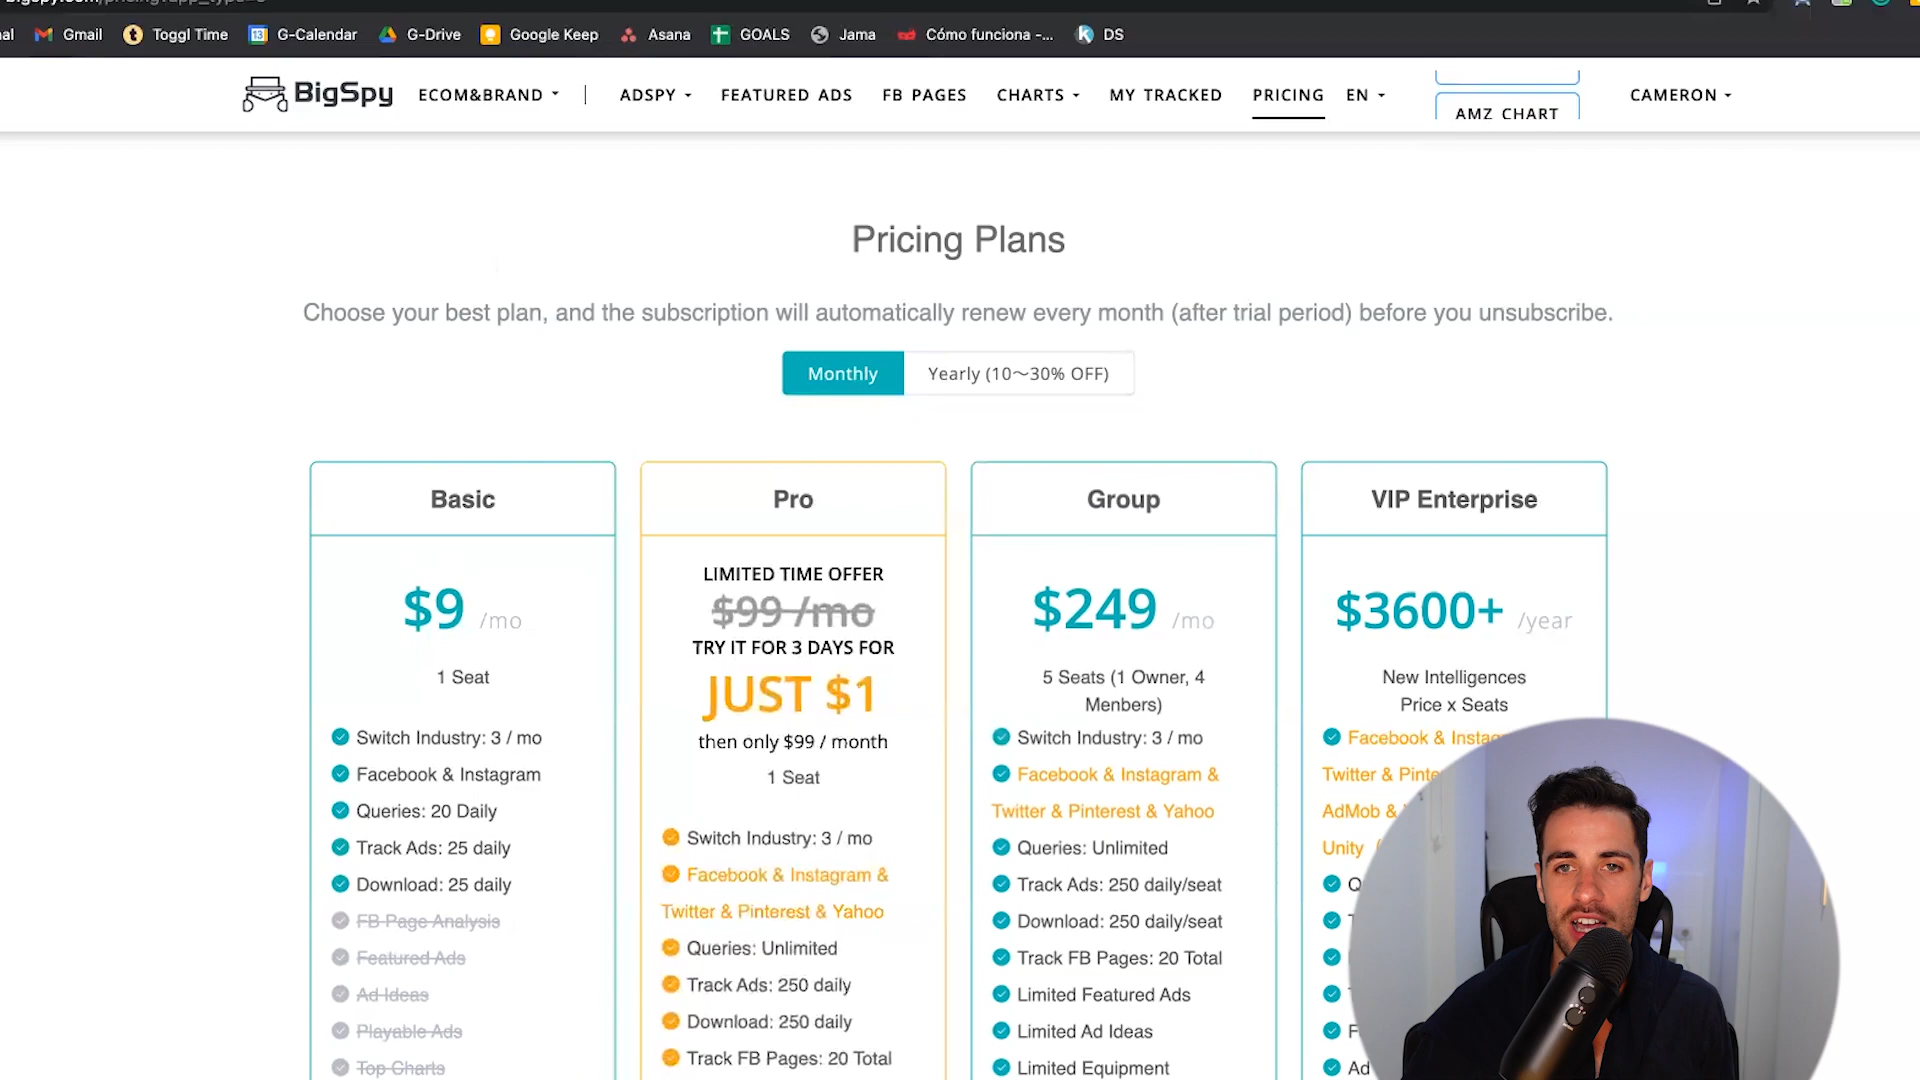 Gmail
Toggl Time
G-Calendar
G-Drive
Google Keep
Asana
GOALS
Jama
Cómo funciona -...
DS
BigSpy
ECOM&BRAND
ADSPY
FEATURED ADS
FB PAGES
CHARTS
MY TRACKED
PRICING
EN
AMZ CHART
CAMERON
Pricing Plans
Choose your best plan, and the subscription will automatically renew every month (after trial period) before you unsubscribe.
Monthly
Yearly (10～30% OFF)
Basic
$9 /mo
1 Seat
Switch Industry: 3 / mo
Facebook & Instagram
Queries: 20 Daily
Track Ads: 25 daily
Download: 25 daily
FB Page Analysis
Featured Ads
Ad Ideas
Playable Ads
Top Charts
Pro
LIMITED TIME OFFER
$99 /mo
TRY IT FOR 3 DAYS FOR
JUST $1
then only $99 / month
1 Seat
Switch Industry: 3 / mo
Facebook & Instagram &
Twitter & Pinterest & Yahoo
Queries: Unlimited
Track Ads: 250 daily
Download: 250 daily
Track FB Pages: 20 Total
Group
$249 /mo
5 Seats (1 Owner, 4
Menbers)
Switch Industry: 3 / mo
Facebook & Instagram &
Twitter & Pinterest & Yahoo
Queries: Unlimited
Track Ads: 250 daily/seat
Download: 250 daily/seat
Track FB Pages: 20 Total
Limited Featured Ads
Limited Ad Ideas
Limited Equipment
VIP Enterprise
$3600+ /year
New Intelligences
Price x Seats
Facebook &
Twitter &
AdMob &
Unity
Ad